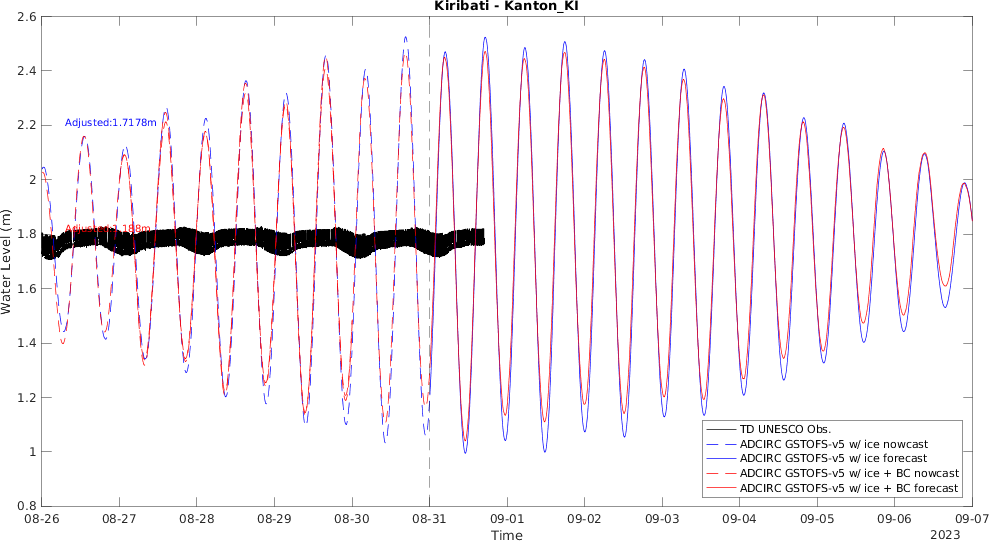 Kiribati - Kanton_KI
2.6
2.4
2.2
2
1.8
1.6
1.4
1.2
1
0.8
Water Level (m)
Adjusted:1.7178m
08-26
08-27
08-28
08-29
08-30
08-31
09-01
09-02
09-03
09-04
09-05
09-06
09-07
Time
2023
TD UNESCO Obs.
ADCIRC GSTOFS-v5 w/ ice nowcast
ADCIRC GSTOFS-v5 w/ ice forecast
ADCIRC GSTOFS-v5 w/ ice + BC nowcast
ADCIRC GSTOFS-v5 w/ ice + BC forecast